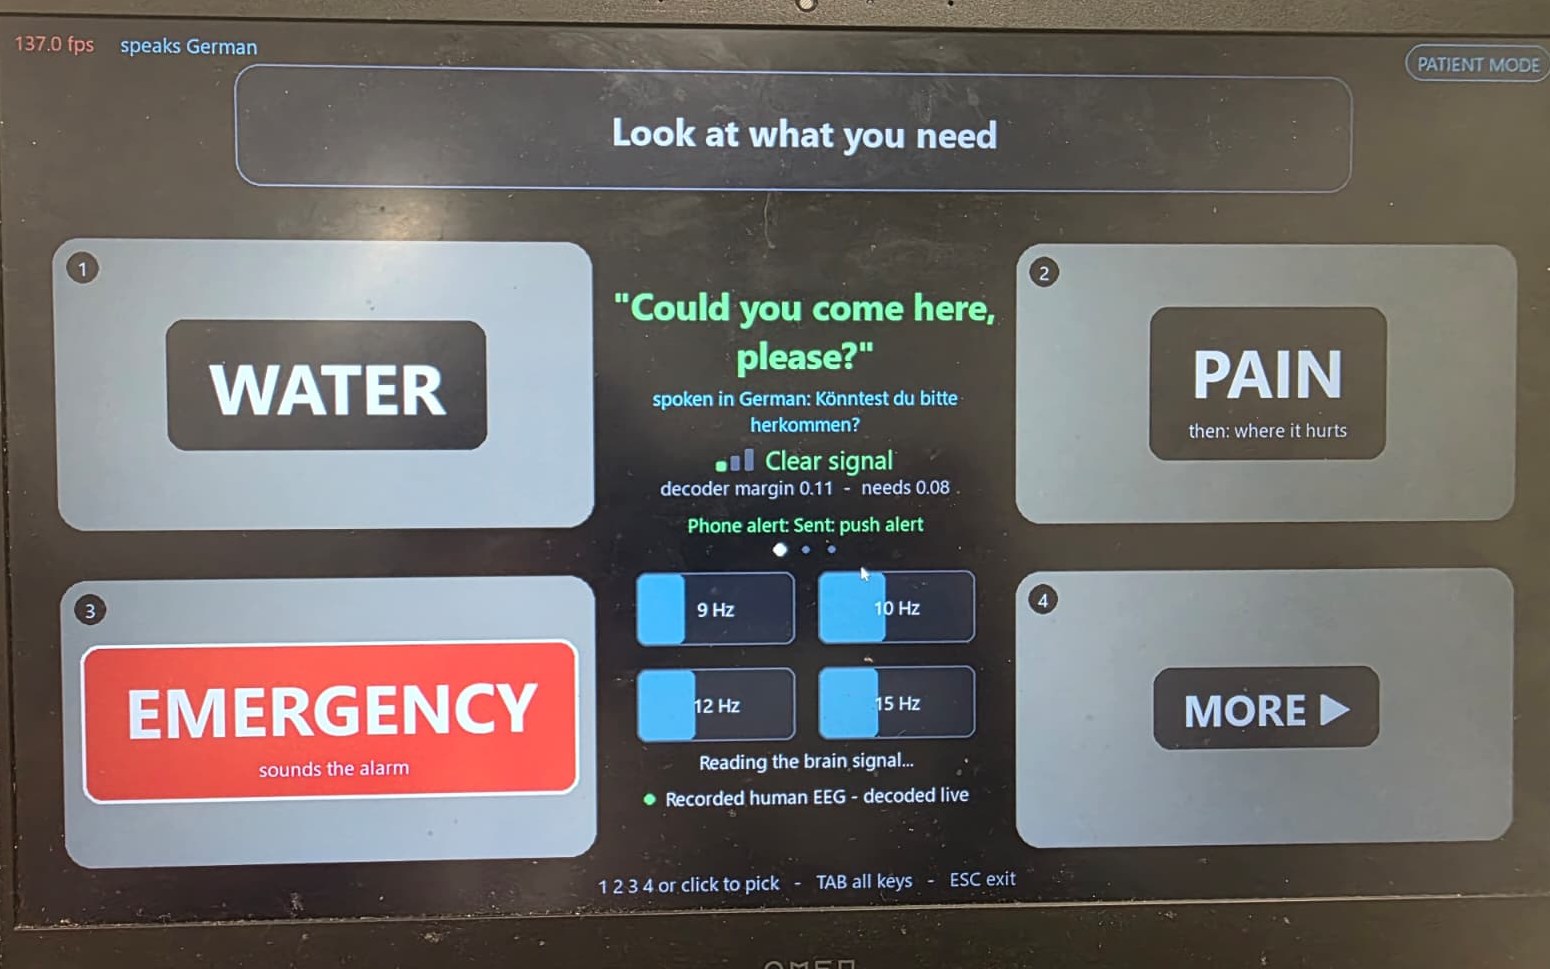 137.0 fps speaks German
PATIENT MODE
Look at what you need
1
WATER
2
PAIN
then: where it hurts
"Could you come here,
please?"
spoken in German: Könntest du bitte
herkommen?
Clear signal
decoder margin 0.11 - needs 0.08
Phone alert: Sent: push alert
3
EMERGENCY
sounds the alarm
9 Hz
10 Hz
12 Hz
15 Hz
Reading the brain signal...
Recorded human EEG - decoded live
4
MORE ▶
1 2 3 4 or click to pick - TAB all keys - ESC exit